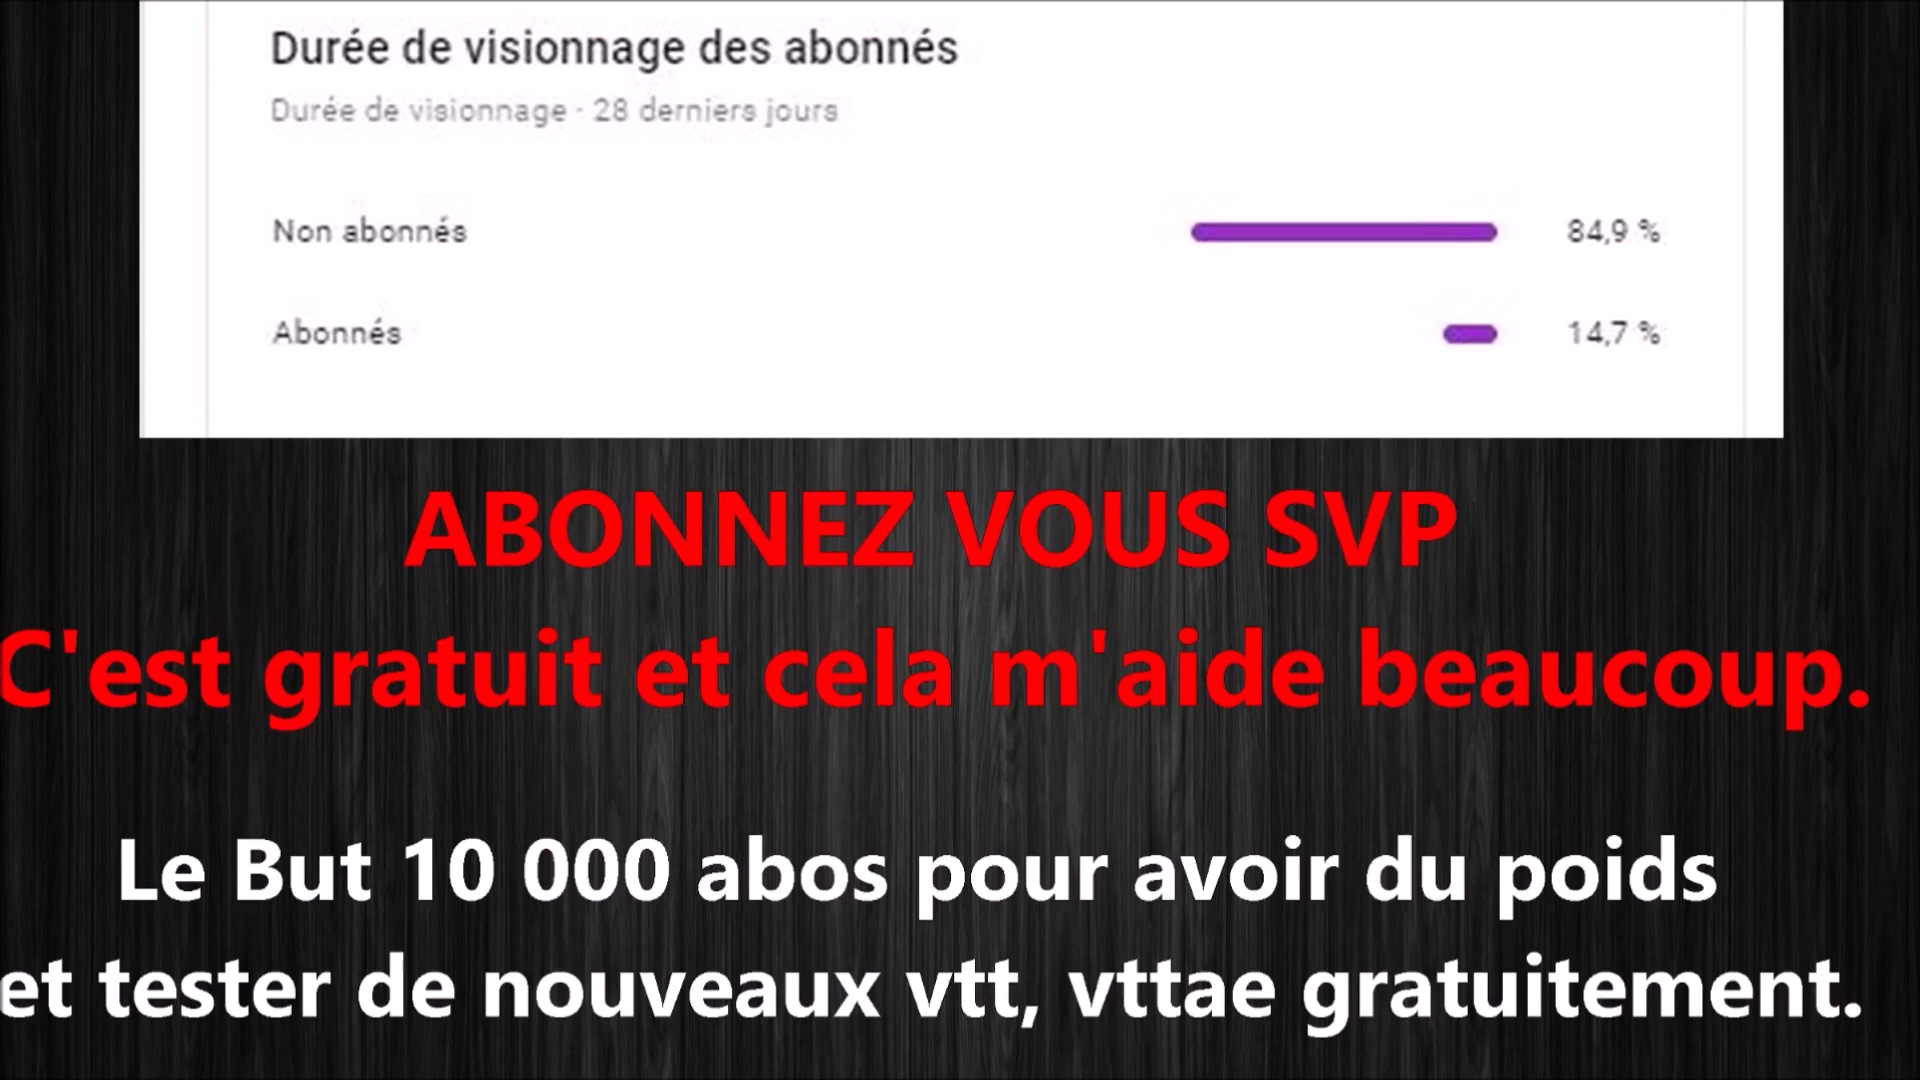 Durée de visionnage des abonnés
Durée de visionnage · 28 derniers jours
Non abonnés 84,9 %
Abonnés 14,7 %
ABONNEZ VOUS SVP
C'est gratuit et cela m'aide beaucoup.
Le But 10 000 abos pour avoir du poids
et tester de nouveaux vtt, vttae gratuitement.